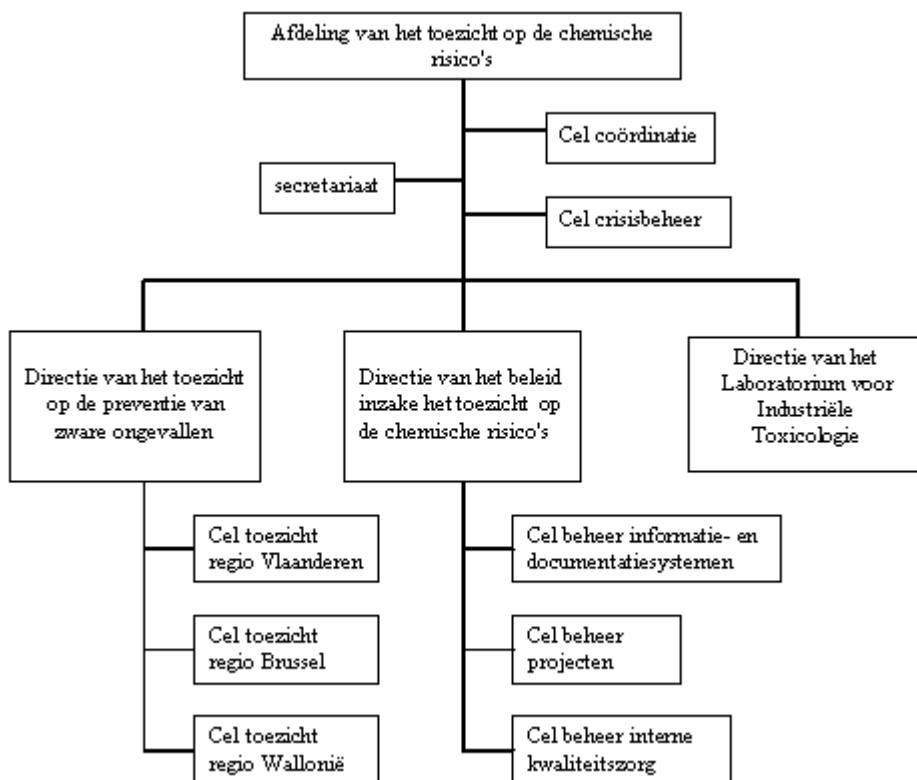 Afdeling van het toezicht op de chemische
risico's
Cel coördinatie
secretariaat
Cel crisisbeheer
Directie van het toezicht
op de preventie van
zware ongevallen
Directie van het beleid
inzake het toezicht op
de chemische risico's
Directie van het
Laboratorium voor
Industriële
Toxicologie
Cel toezicht
regio Vlaanderen
Cel toezicht
regio Brussel
Cel toezicht
regio Wallonië
Cel beheer informatie- en
documentatiesystemen
Cel beheer
projecten
Cel beheer interne
kwaliteitszorg